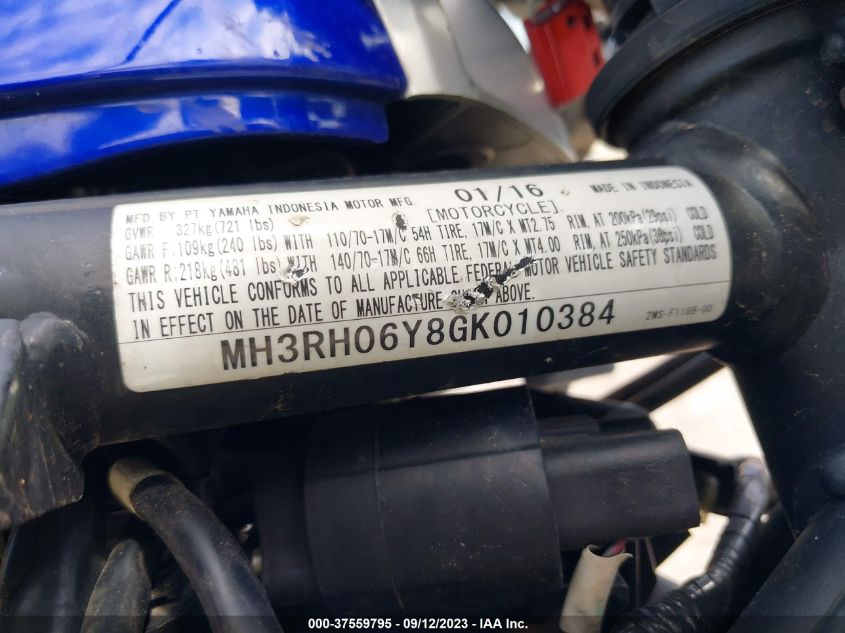 MFD. BY PT YAMAHA INDONESIA MOTOR MFG. 01/16 MADE IN INDONESIA
GVWR 327kg(721 lbs) [MOTORCYCLE]
GAWR F:109kg(240 lbs) WITH 110/70-17M/C 54H TIRE, 17M/C X MT2.75 RIM, AT 200kPa(29psi) COLD
GAWR R:218kg(481 lbs) WITH 140/70-17M/C 66H TIRE, 17M/C X MT4.00 RIM, AT 250kPa(36psi) COLD
THIS VEHICLE CONFORMS TO ALL APPLICABLE FEDERAL MOTOR VEHICLE SAFETY STANDARDS
IN EFFECT ON THE DATE OF MANUFACTURE ABOVE.
MH3RH06Y8GK010384 2MS-F118B-00
000-37559795 - 09/12/2023 - IAA Inc.